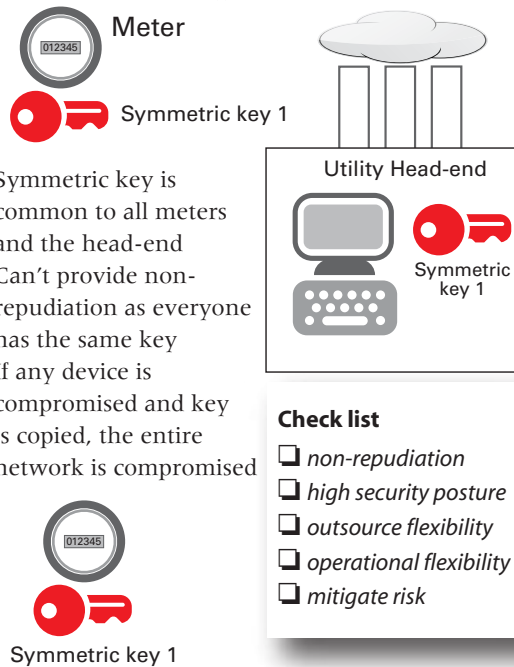 Meter
012345
Symmetric key 1
Symmetric key is
common to all meters
and the head-end
Can't provide non-
repudiation as everyone
has the same key
f any device is
compromised and key
s copied, the entire
network is compromised
012345
Symmetric key 1
Utility Head-end
Symmetric
key 1
Check list
❏ non-repudiation
❏ high security posture
❏ outsource flexibility
❏ operational flexibility
❏ mitigate risk